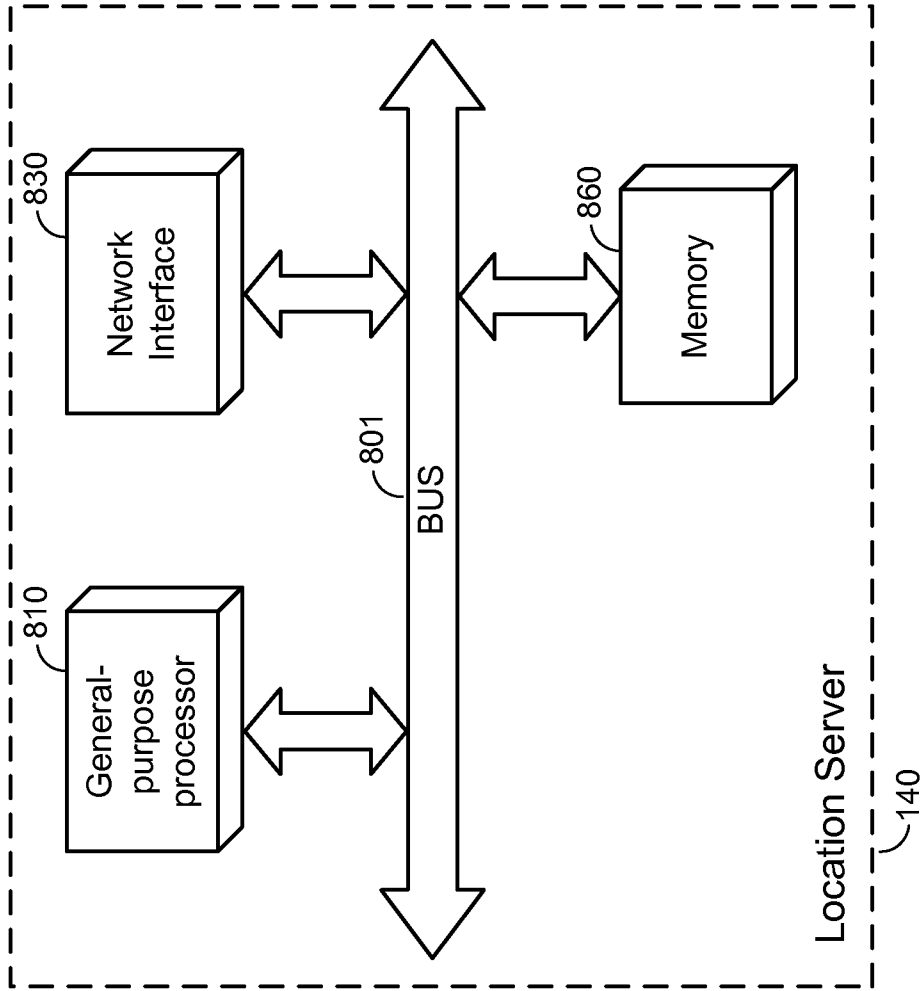 810
General-
purpose
processor
830
Network
Interface
801
BUS
860
Memory
Location Server
140